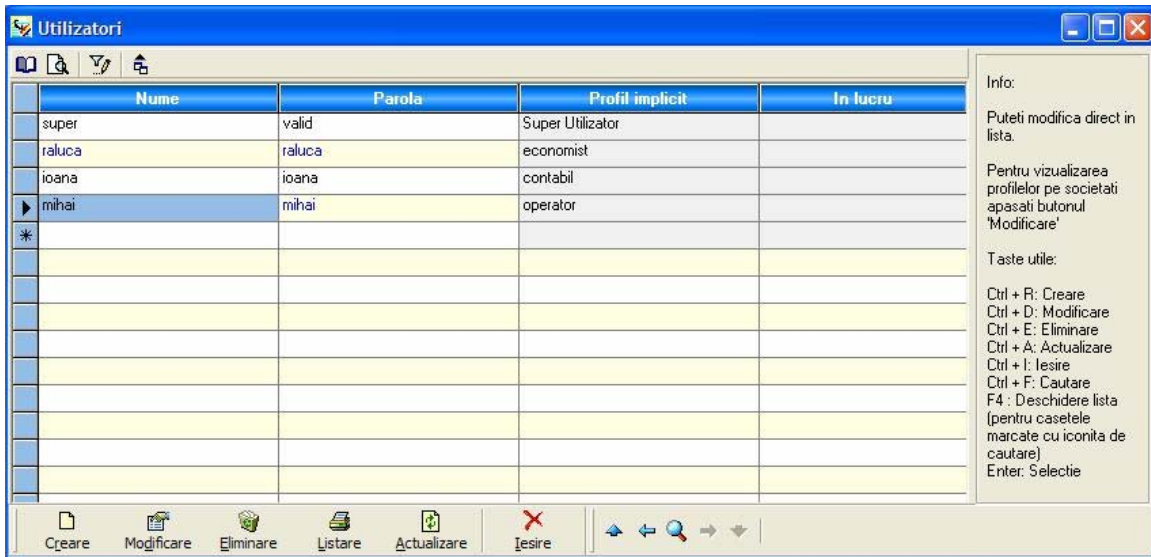 Utilizatori
Nume Parola Profil implicit In lucru
super valid Super Utilizator
raluca raluca economist
ioana ioana contabil
mihai mihai operator
Info:
Puteti modifica direct in
lista.
Pentru vizualizarea
profilelor pe societati
apasati butonul
'Modificare'
Taste utile:
Ctrl + R: Creare
Ctrl + D: Modificare
Ctrl + E: Eliminare
Ctrl + A: Actualizare
Ctrl + I: Iesire
Ctrl + F: Cautare
F4 : Deschidere lista
(pentru casetele
marcate cu iconita de
cautare)
Enter: Selectie
Creare Modificare Eliminare Listare Actualizare Iesire